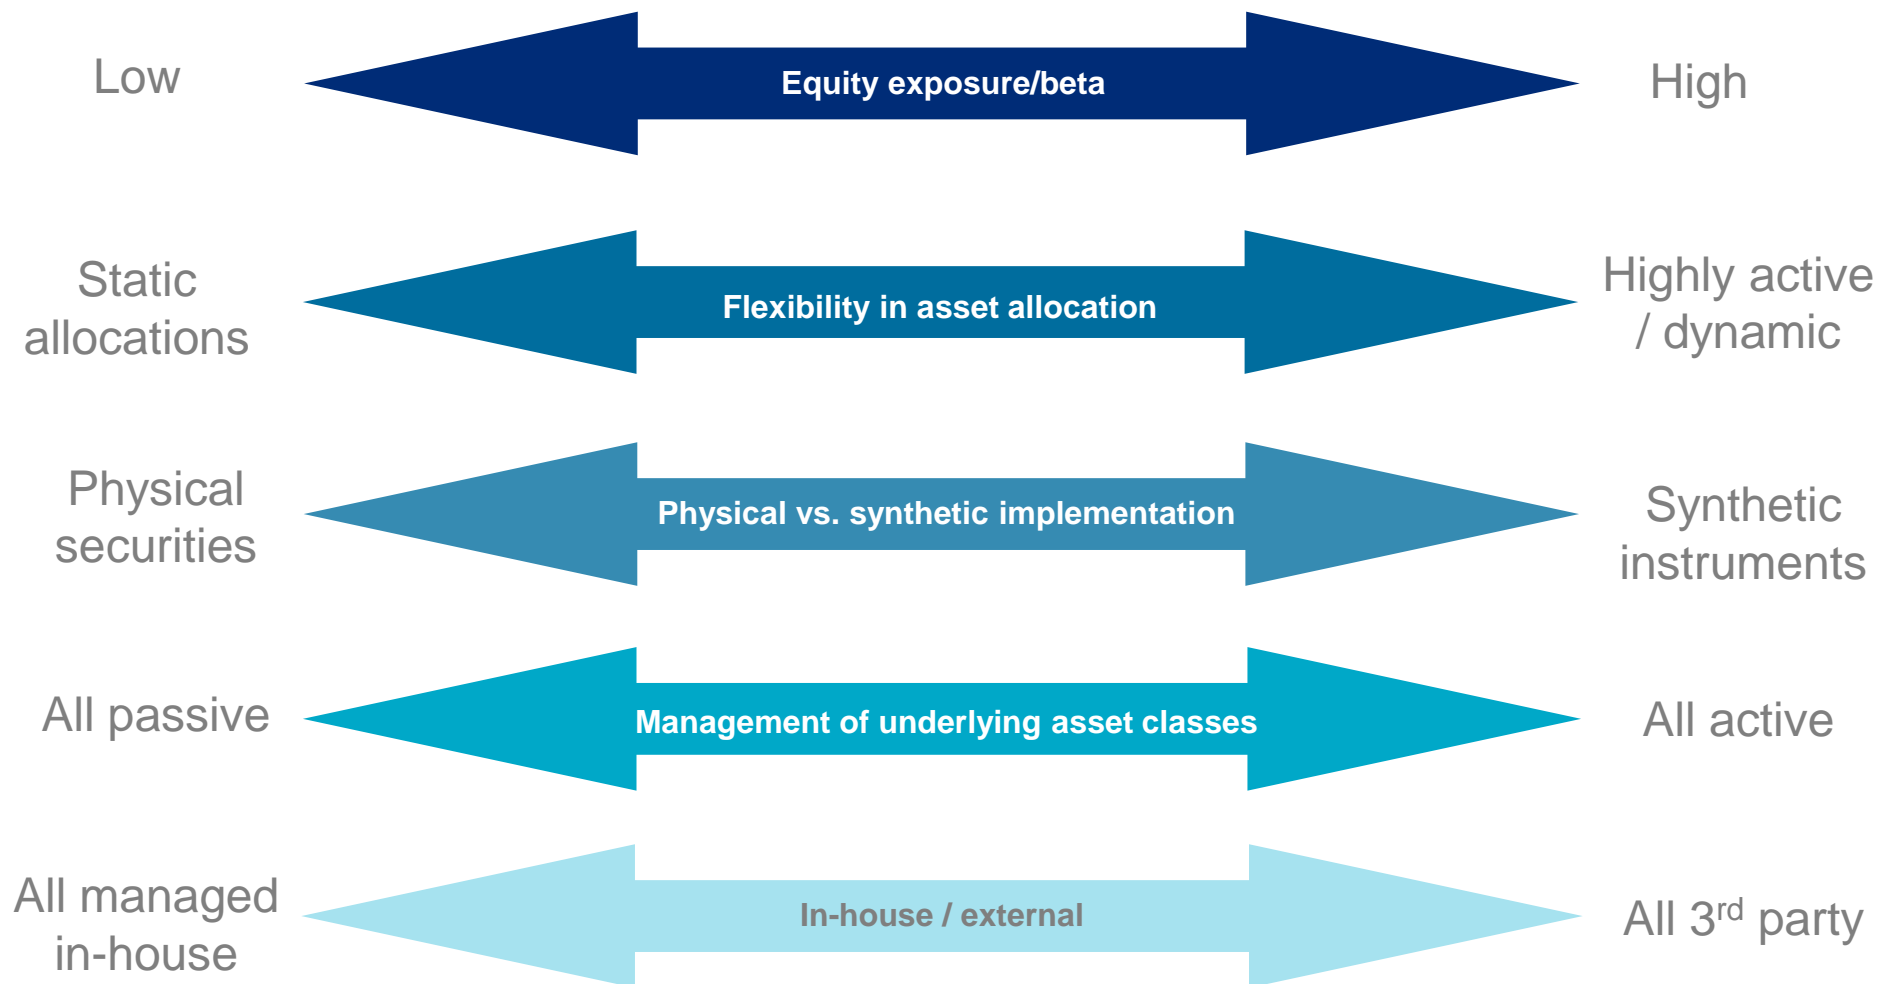 Low
Equity exposure/beta
High
Static
allocations
Flexibility in asset allocation
Highly active
/ dynamic
Physical
securities
Physical vs. synthetic implementation
Synthetic
instruments
All passive
Management of underlying asset classes
All active
All managed
in-house
In-house / external
All 3rd party